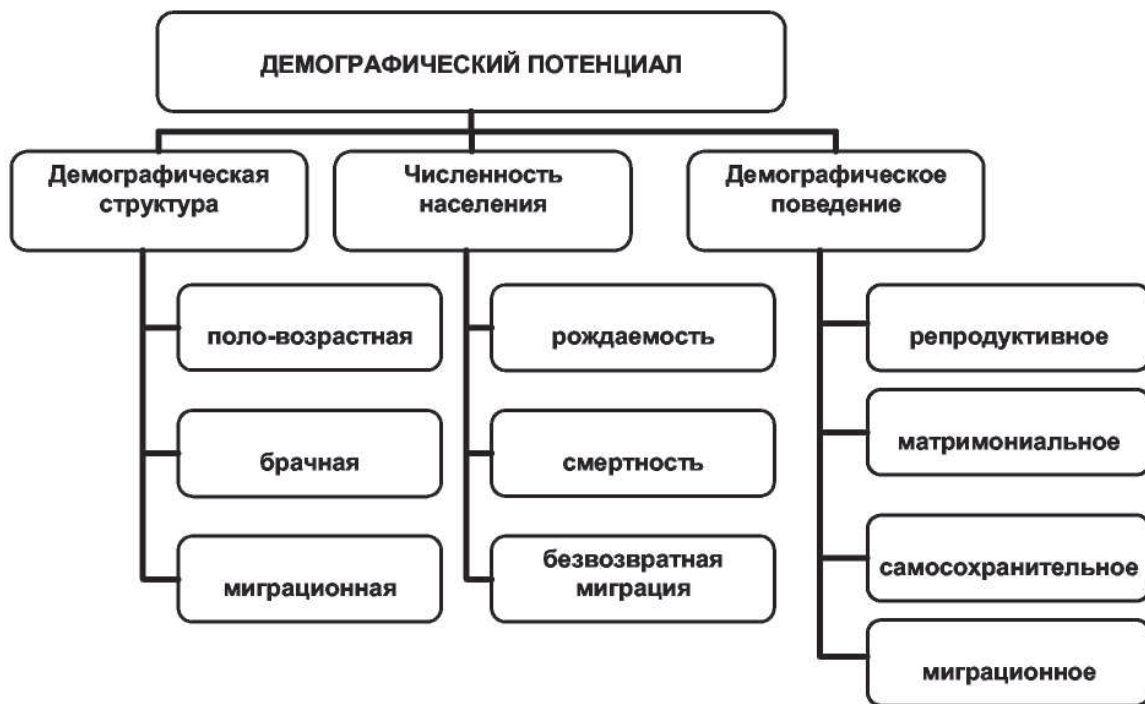 ДЕМОГРАФИЧЕСКИЙ ПОТЕНЦИАЛ
Демографическая
структура
Численность
населения
Демографическое
поведение
поло-возрастная
брачная
миграционная
рождаемость
смертность
безвозвратная
миграция
репродуктивное
матримониальное
самосохранительное
миграционное